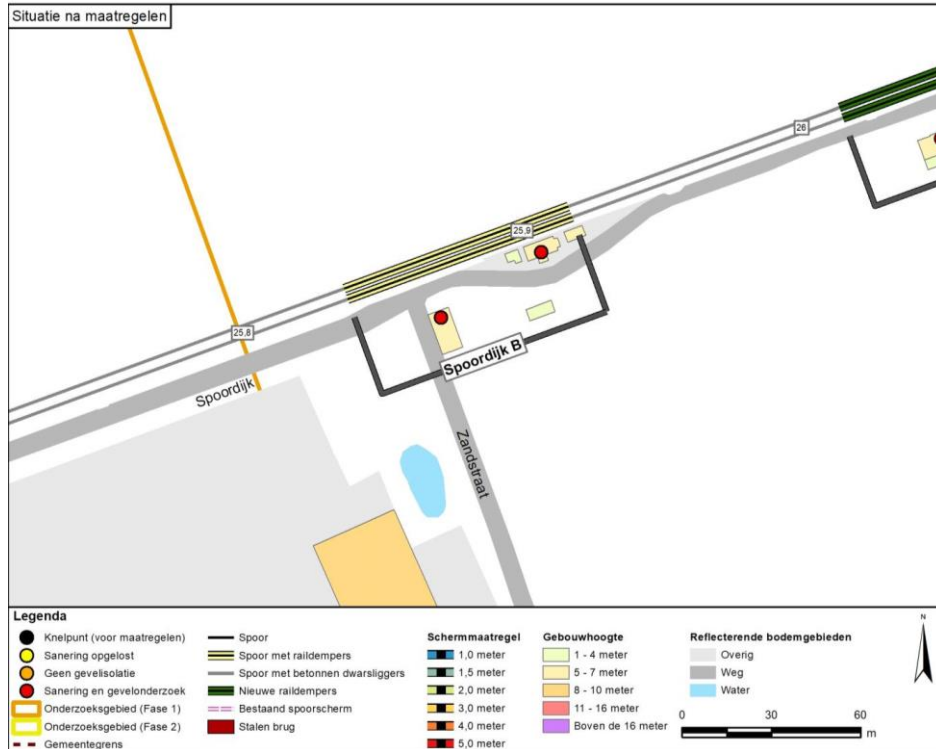 Situatie na maatregelen
26
25,9
25,8
Spoordijk B
Spoordijk
Zandstraat
Legenda
Knelpunt (voor maatregelen)
Sanering opgelost
Geen gevelisolatie
Sanering en gevelonderzoek
Onderzoeksgebied (Fase 1)
Onderzoeksgebied (Fase 2)
Gemeentegrens
Spoor
Spoor met raildempers
Spoor met betonnen dwarsliggers
Nieuwe raildempers
Bestaand spoorscherm
Stalen brug
Schermmaatregel
1,0 meter
1,5 meter
2,0 meter
3,0 meter
4,0 meter
5,0 meter
Gebouwhoogte
1 - 4 meter
5 - 7 meter
8 - 10 meter
11 - 16 meter
Boven de 16 meter
Reflecterende bodemgebieden
Overig
Weg
Water
N
0 30 60
m